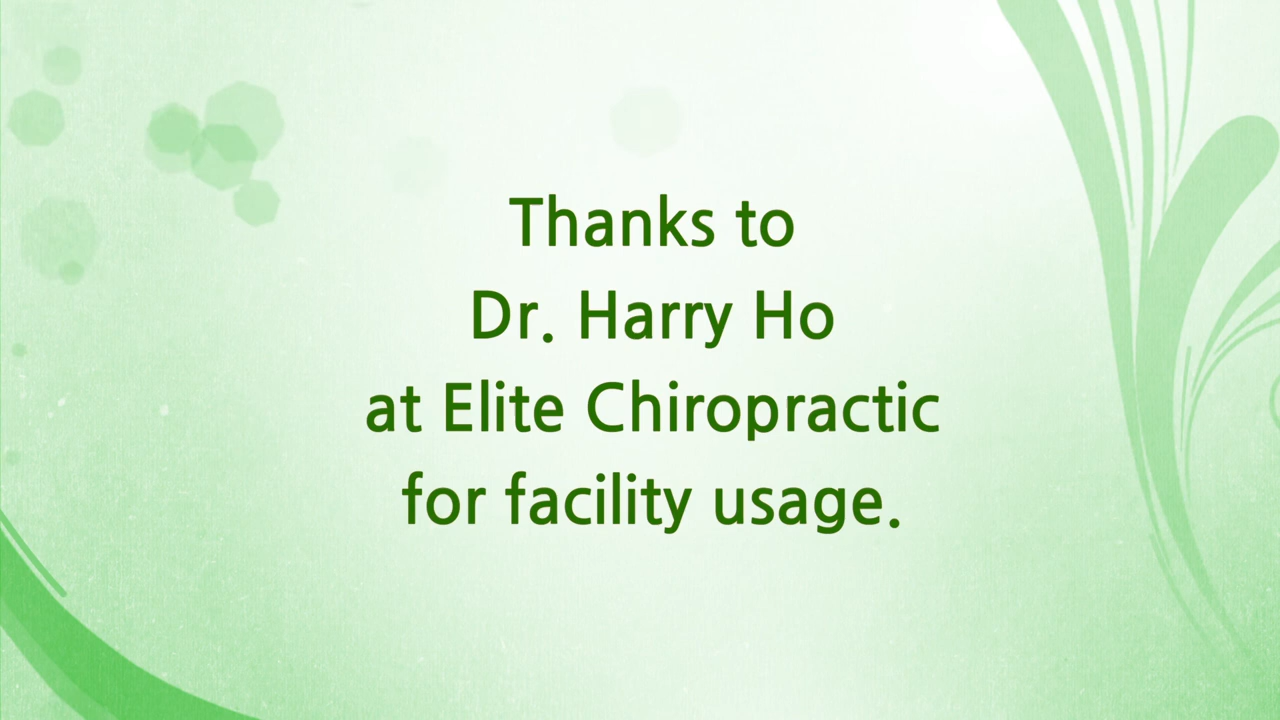 Thanks to
Dr. Harry Ho
at Elite Chiropractic
for facility usage.